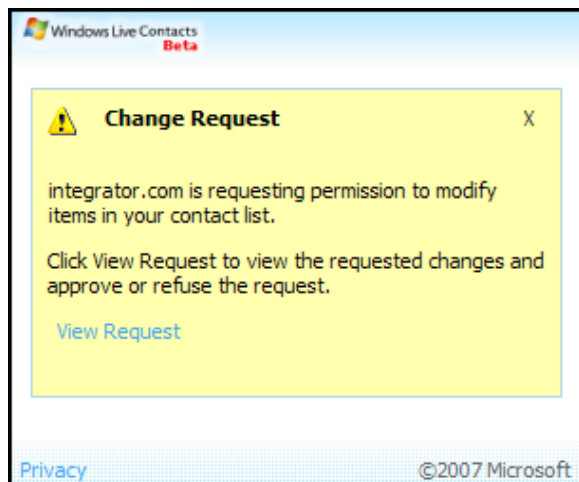 Windows Live Contacts
Beta
Change Request X
integrator.com is requesting permission to modify
items in your contact list.
Click View Request to view the requested changes and
approve or refuse the request.
View Request
Privacy ©2007 Microsoft